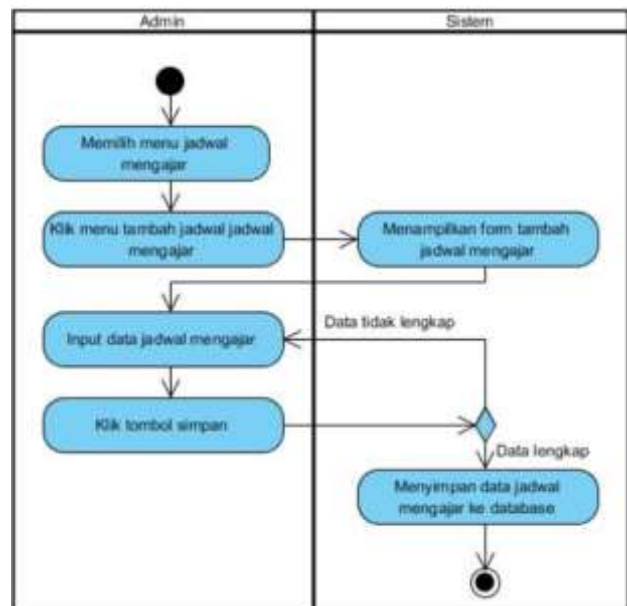 Admin
Sistem
Memilih menu jadwal
mengajar
Klik menu tambah jadwal jadwal
mengajar
Menampilkan form tambah
jadwal mengajar
Input data jadwal mengajar
Data tidak lengkap
Klik tombol simpan
Data lengkap
Menyimpan data jadwal
mengajar ke database